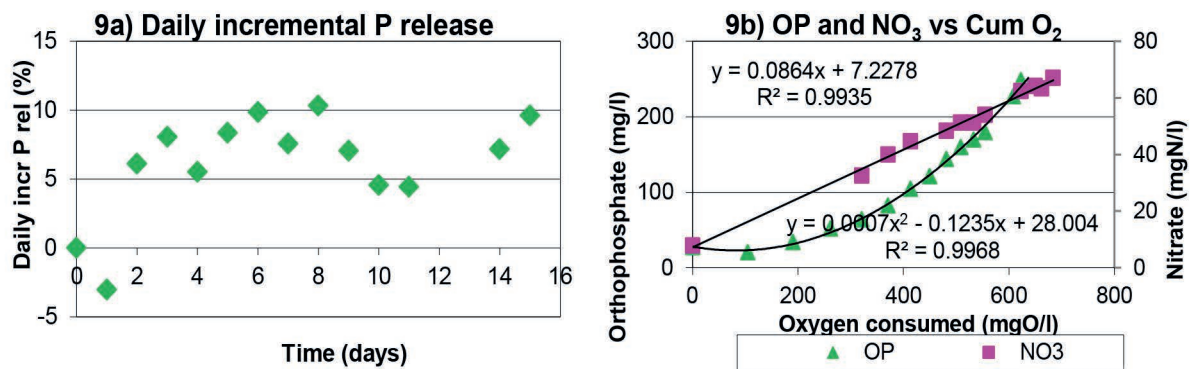 9a) Daily incremental P release
Daily incr P rel (%)
15
10
5
0
-5
0 2 4 6 8 10 12 14 16
Time (days)
9b) OP and NO₃ vs Cum O₂
Orthophosphate (mg/l)
300
200
100
0
y = 0.0864x + 7.2278
R² = 0.9935
y = 0.0007x² - 0.1235x + 28.004
R² = 0.9968
80
60
40
20
0
Nitrate (mgN/l)
0 200 400 600 800
Oxygen consumed (mgO/l)
OP NO3